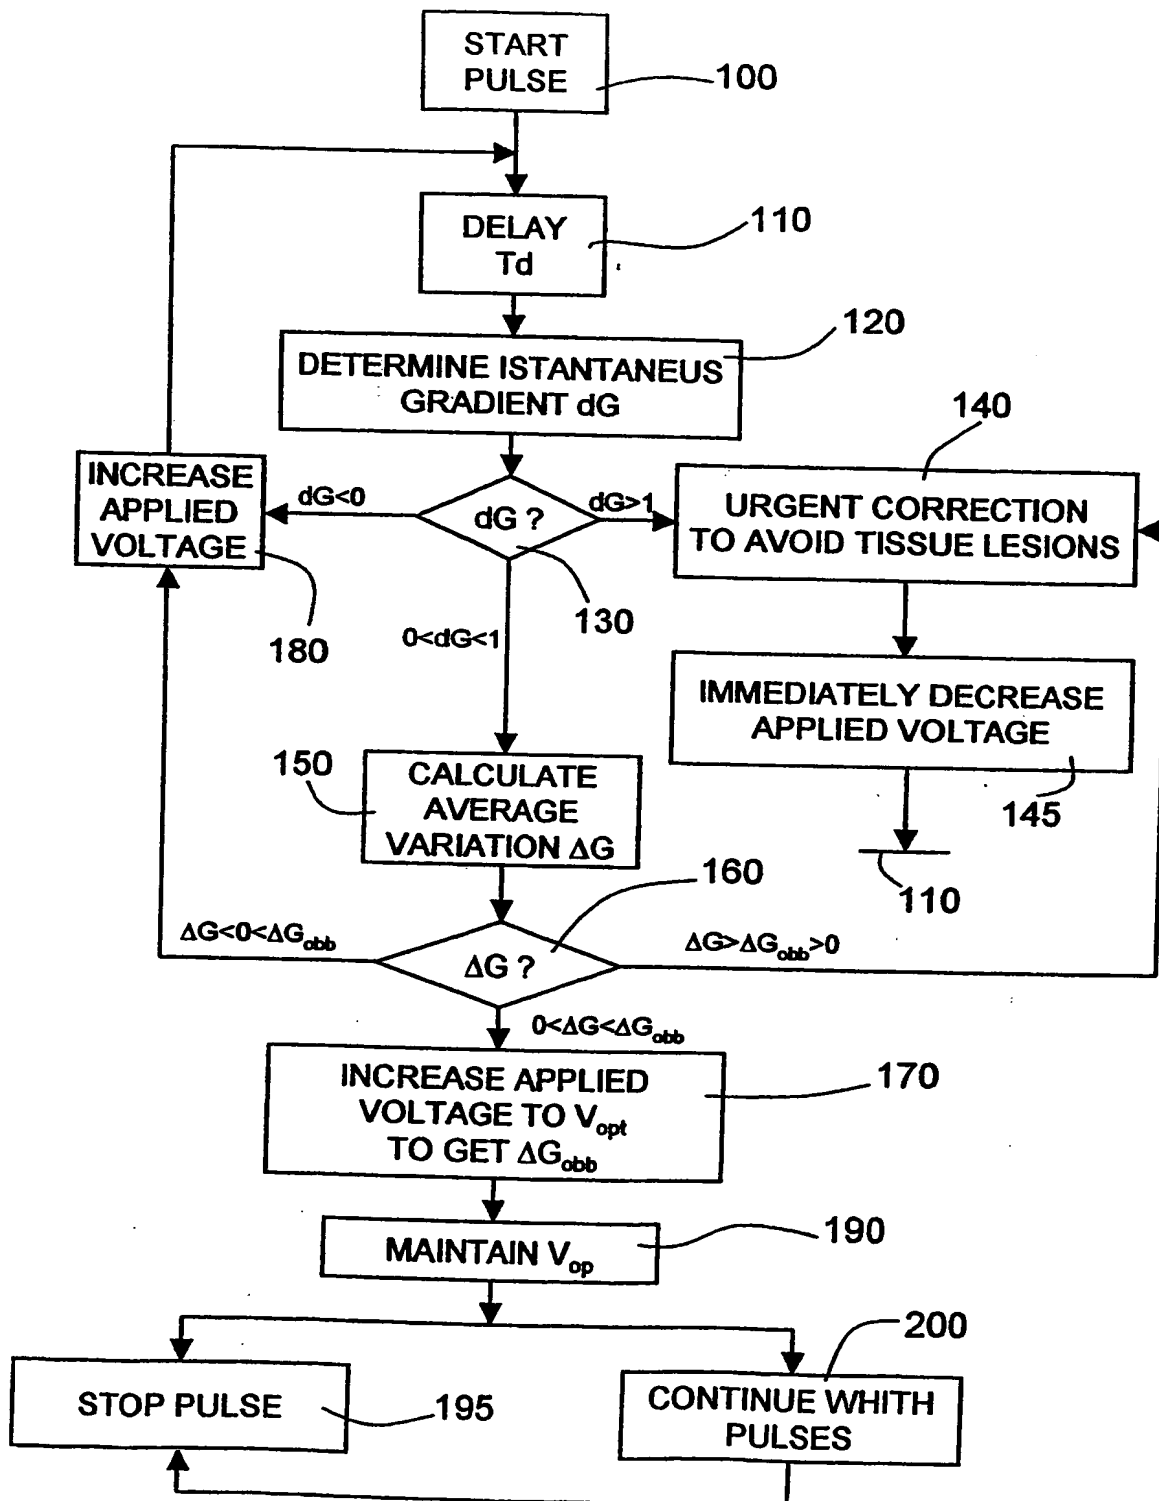 START
PULSE
100
DELAY
Td
110
DETERMINE ISTANTANEUS
GRADIENT dG
120
140
INCREASE
APPLIED
VOLTAGE
180
dG<0
dG ?
dG>1
130
URGENT CORRECTION
TO AVOID TISSUE LESIONS
0<dG<1
IMMEDIATELY DECREASE
APPLIED VOLTAGE
145
110
150
CALCULATE
AVERAGE
VARIATION ΔG
160
ΔG<0<ΔGobb
ΔG ?
ΔG>ΔGobb>0
0<ΔG<ΔGobb
INCREASE APPLIED
VOLTAGE TO Vopt
TO GET ΔGobb
170
MAINTAIN Vop
190
STOP PULSE
195
200
CONTINUE WHITH
PULSES